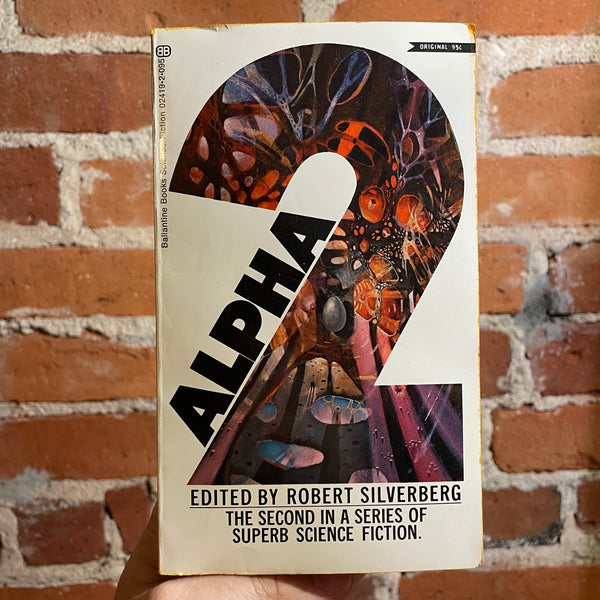 BB
ORIGINAL 95¢
Ballantine Books Science Fiction 02419-2-095
2
ALPHA
EDITED BY ROBERT SILVERBERG
THE SECOND IN A SERIES OF
SUPERB SCIENCE FICTION.